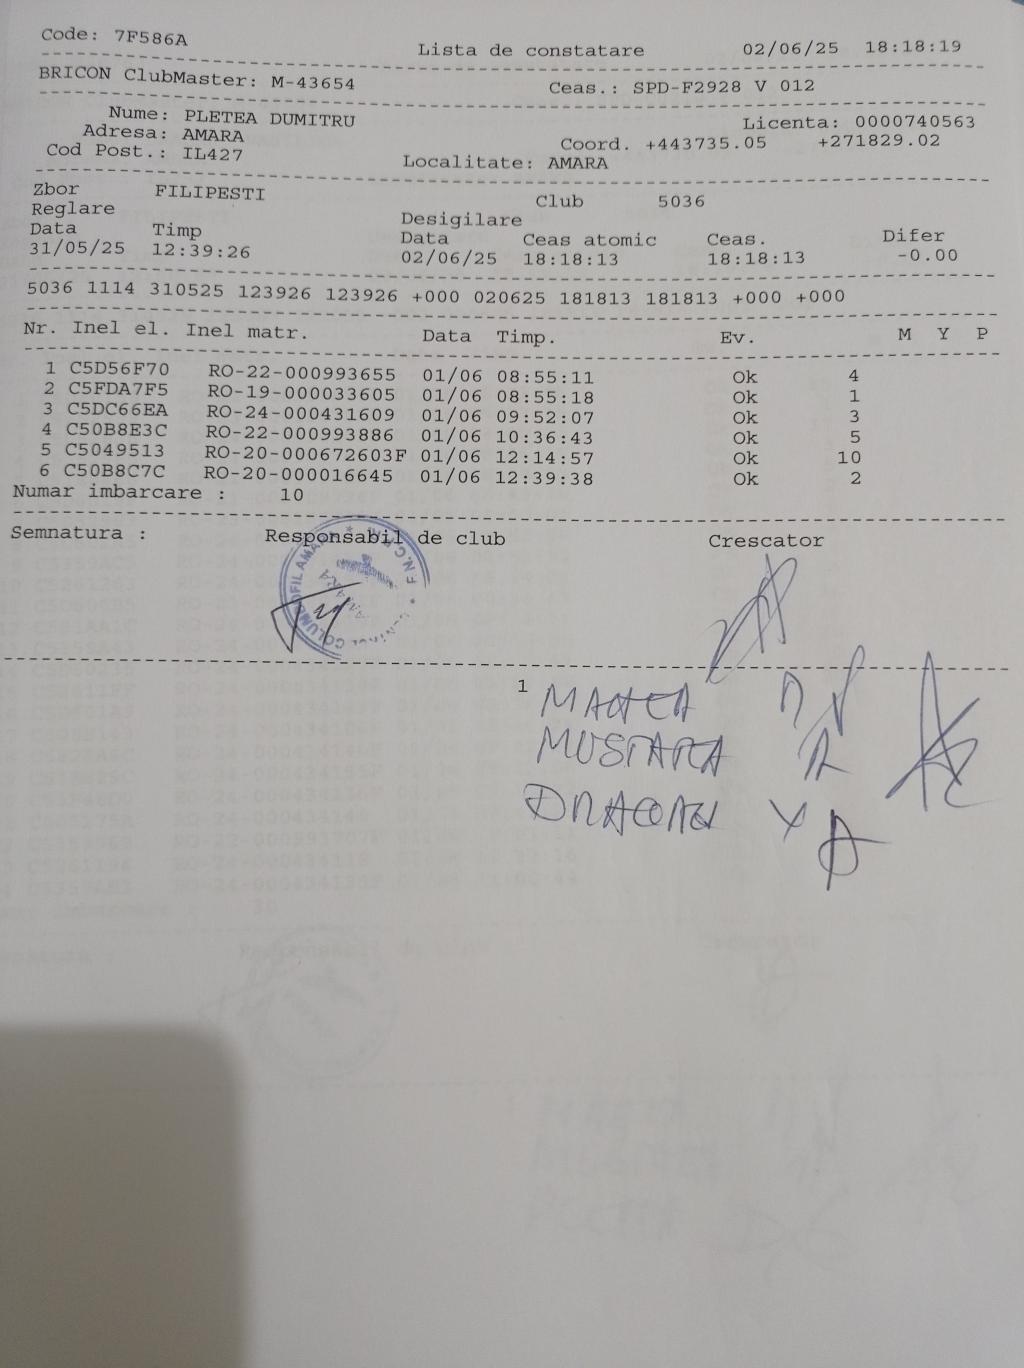 Code: 7F586A Lista de constatare 02/06/25 18:18:19
BRICON ClubMaster: M-43654 Ceas.: SPD-F2928 V 012
Nume: PLETEA DUMITRU Licenta: 0000740563
Adresa: AMARA Coord. +443735.05 +271829.02
Cod Post.: IL427 Localitate: AMARA
Zbor FILIPESTI Club 5036
Reglare Desigilare
Data Timp Data Ceas atomic Ceas. Difer
31/05/25 12:39:26 02/06/25 18:18:13 18:18:13 -0.00
5036 1114 310525 123926 123926 +000 020625 181813 181813 +000 +000
Nr. Inel el. Inel matr. Data Timp. Ev. M Y P
1 C5D56F70 RO-22-000993655 01/06 08:55:11 Ok 4
2 C5FDA7F5 RO-19-000033605 01/06 08:55:18 Ok 1
3 C5DC66EA RO-24-000431609 01/06 09:52:07 Ok 3
4 C50B8E3C RO-22-000993886 01/06 10:36:43 Ok 5
5 C5049513 RO-20-000672603F 01/06 12:14:57 Ok 10
6 C50B8C7C RO-20-000016645 01/06 12:39:38 Ok 2
Numar imbarcare : 10
Semnatura : Responsabil de club Crescator
1
MANEA
MUSTATEA